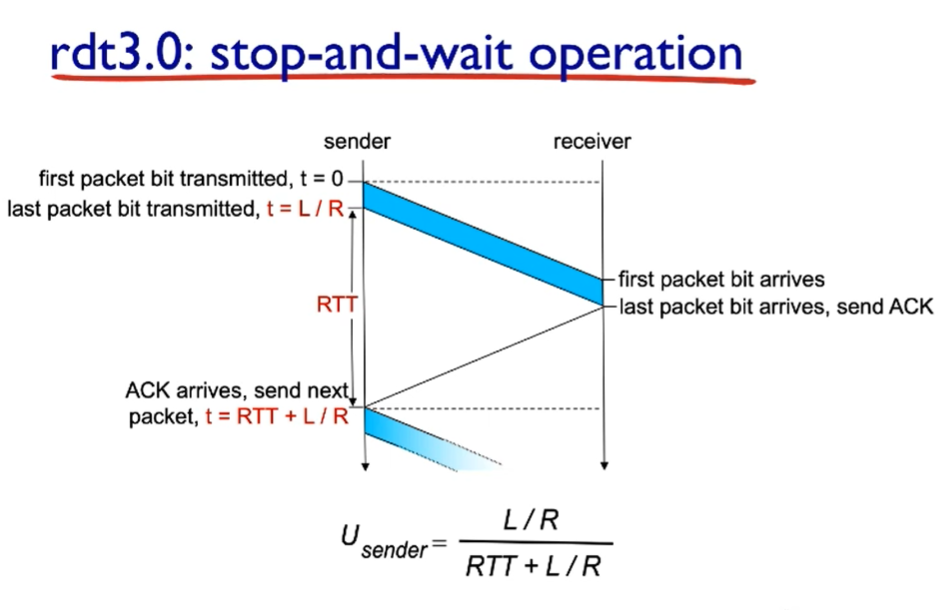 rdt3.0: stop-and-wait operation
sender
receiver
first packet bit transmitted, t = 0
last packet bit transmitted, t = L / R
first packet bit arrives
RTT
last packet bit arrives, send ACK
ACK arrives, send next
packet, t = RTT + L / R
U sender = L / R
RTT + L / R